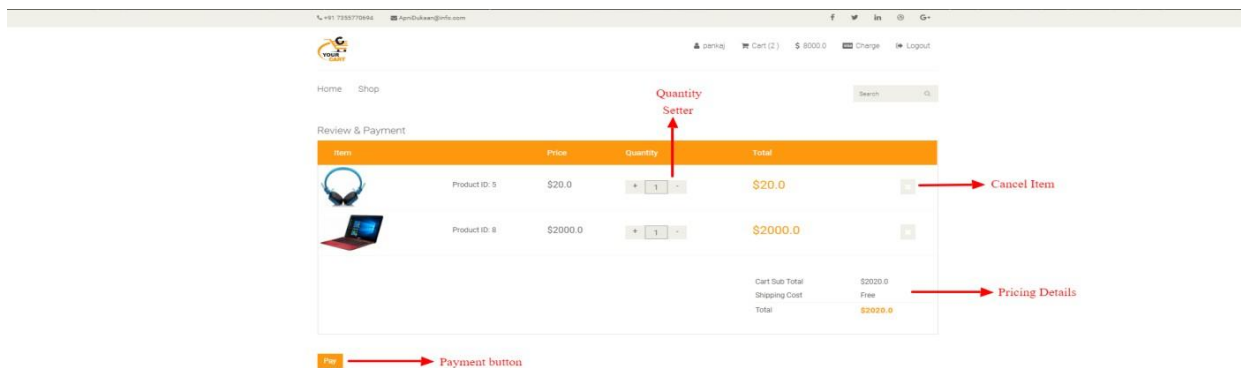 +91 7355770694 ApniDukaan@info.com G+
YOUR CART
pankaj Cart (2) $ 8000.0 Charge Logout
Home Shop
Search
Quantity
Setter
Review & Payment
Item Price Quantity Total
Product ID: 5 $20.0 + 1 - $20.0
Cancel Item
Product ID: 8 $2000.0 + 1 - $2000.0
Cart Sub Total $2020.0
Shipping Cost Free
Pricing Details
Total $2020.0
Pay
Payment button